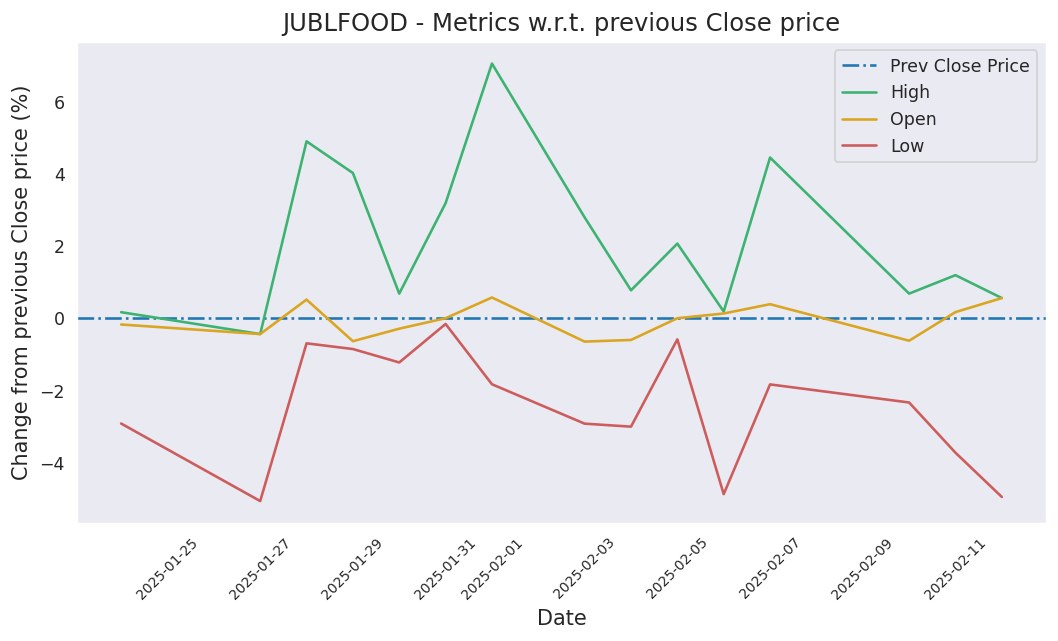 JUBLFOOD - Metrics w.r.t. previous Close price
Change from previous Close price (%)
6
4
2
0
−2
−4
Prev Close Price
High
Open
Low
2025-01-25
2025-01-27
2025-01-29
2025-01-31
2025-02-01
2025-02-03
2025-02-05
2025-02-07
2025-02-09
2025-02-11
Date